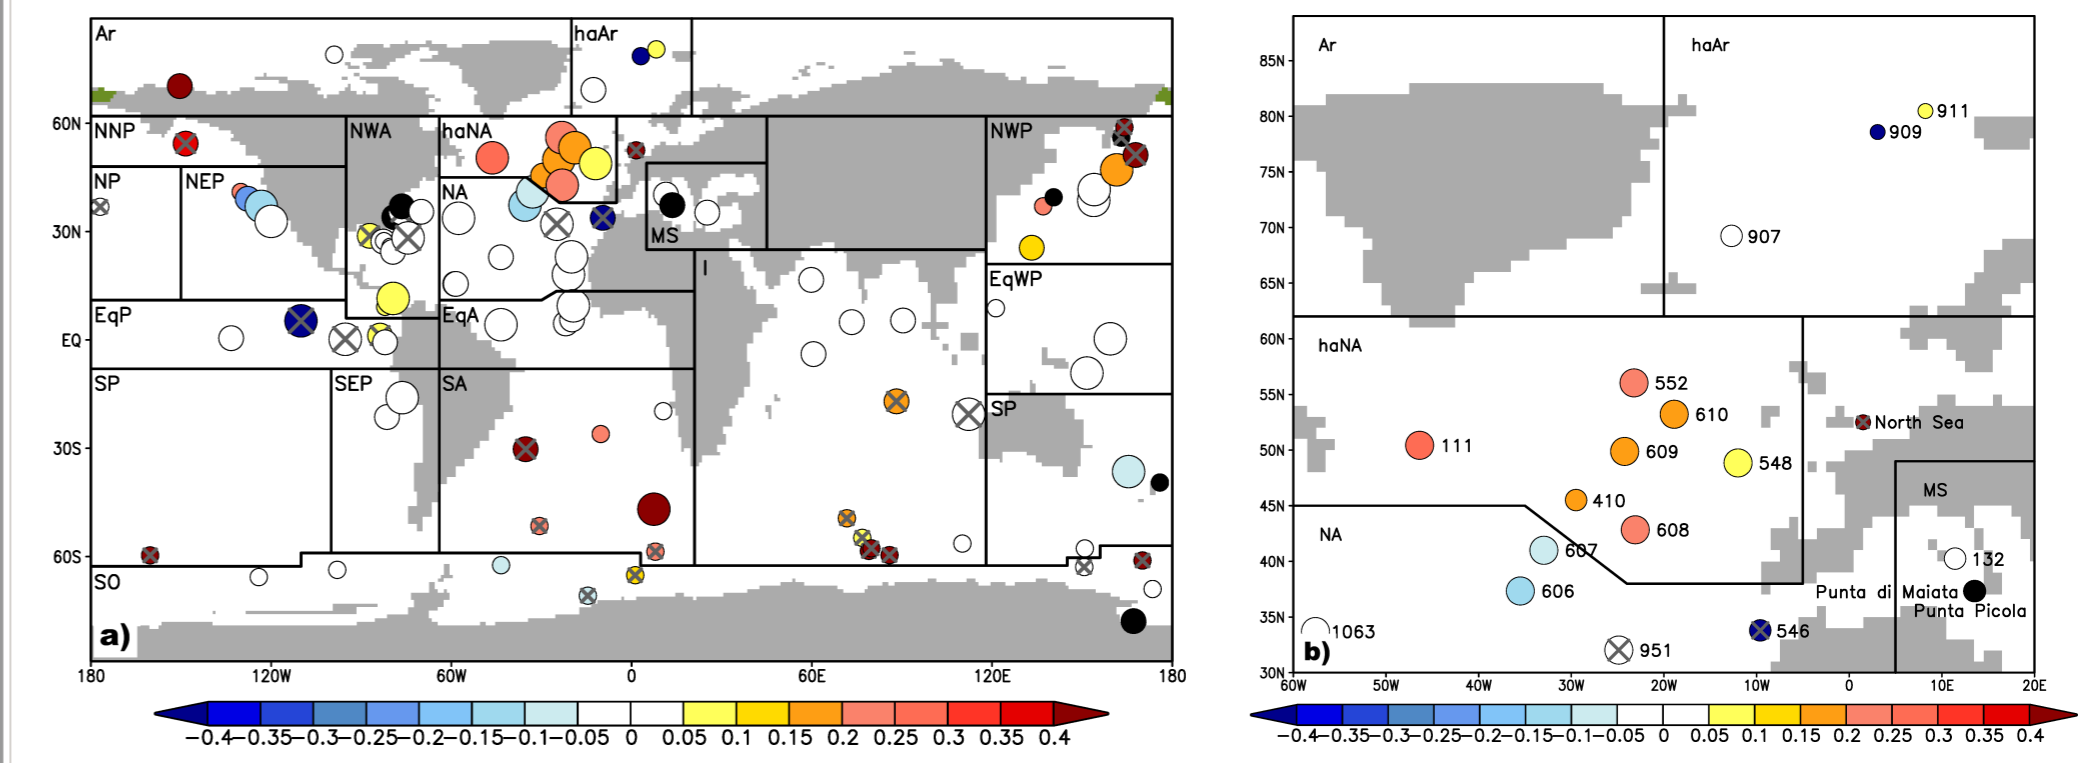 Ar
haAr
60N
NNP
NWA
haNA
NWP
NP
NEP
NA
30N
MS
I
EqWP
EqP
EqA
EQ
SP
SEP
SA
SP
30S
60S
SO
a)
180 120W 60W 0 60E 120E 180
−0.4 −0.35 −0.3 −0.25 −0.2 −0.15 −0.1 −0.05 0 0.05 0.1 0.15 0.2 0.25 0.3 0.35 0.4
Ar
haAr
85N
80N
911
909
75N
70N
907
65N
60N
haNA
55N
552
610
North Sea
50N
111
609
548
MS
45N
410
NA
608
607
40N
132
606
Punta di Maiata
Punta Picola
35N
1063
546
951
b)
30N
60W 50W 40W 30W 20W 10W 0 10E 20E
−0.4 −0.35 −0.3 −0.25 −0.2 −0.15 −0.1 −0.05 0 0.05 0.1 0.15 0.2 0.25 0.3 0.35 0.4